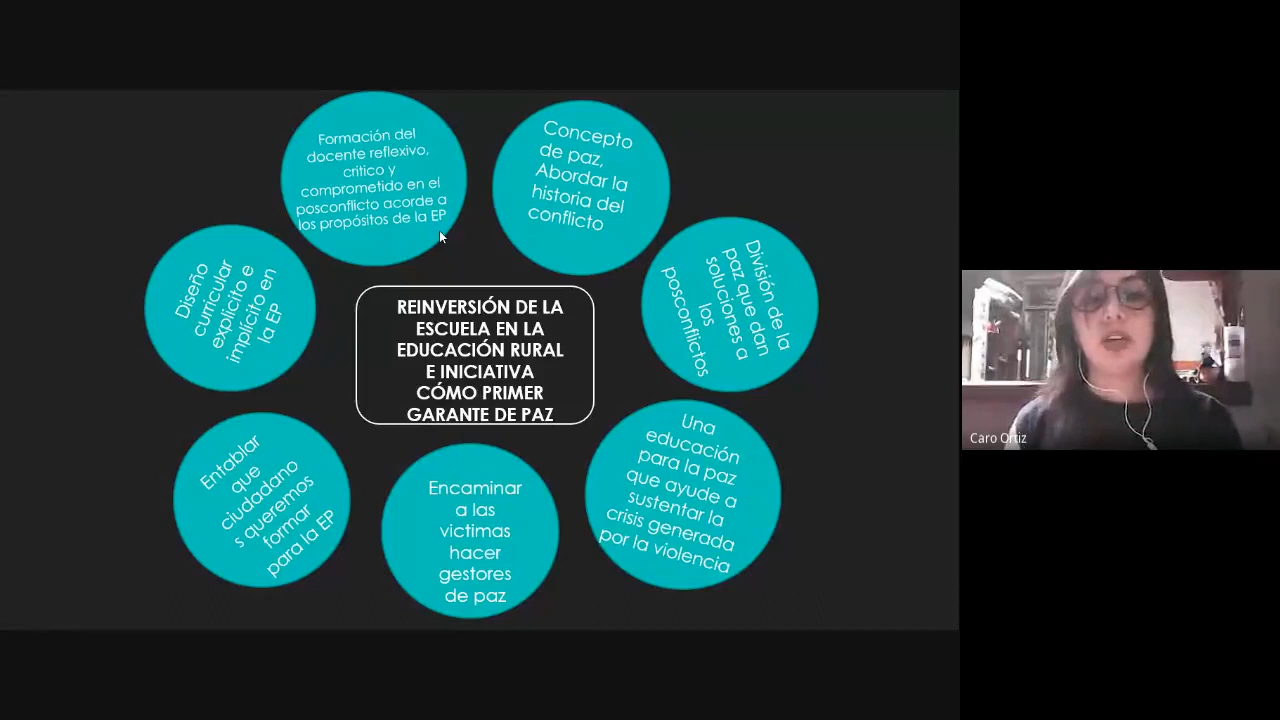 Formación del
docente reflexivo,
critico y
comprometido en el
posconflicto acorde a
los propósitos de la EP
Concepto
de paz,
Abordar la
historia del
conflicto
División de la
paz que dan
soluciones a
los
posconflictos
Una
educación
para la paz
que ayude a
sustentar la
crisis generada
por la violencia
Encaminar
a las
victimas
hacer
gestores
de paz
Entablar
que
ciudadano
s queremos
formar
para la EP
Diseño
curricular
explicito e
implícito en
la EP
REINVERSIÓN DE LA
ESCUELA EN LA
EDUCACIÓN RURAL
E INICIATIVA
CÓMO PRIMER
GARANTE DE PAZ
Caro Ortiz